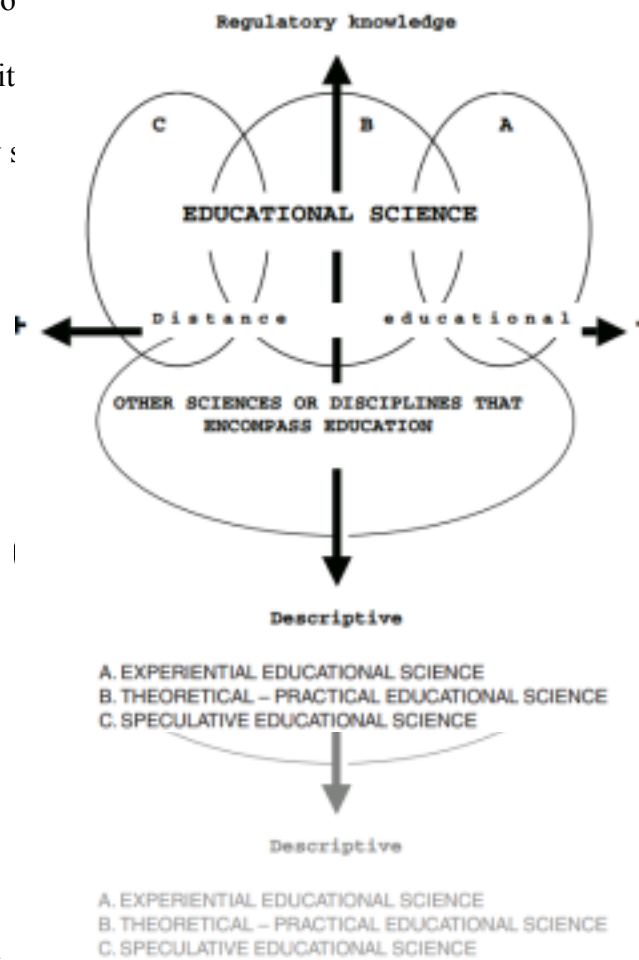 Regulatory knowledge
it
C B A
EDUCATIONAL SCIENCE
Distance educational
OTHER SCIENCES OR DISCIPLINES THAT
ENCOMPASS EDUCATION
Descriptive
A. EXPERIENTIAL EDUCATIONAL SCIENCE
B. THEORETICAL – PRACTICAL EDUCATIONAL SCIENCE
C. SPECULATIVE EDUCATIONAL SCIENCE
Descriptive
A. EXPERIENTIAL EDUCATIONAL SCIENCE
B. THEORETICAL – PRACTICAL EDUCATIONAL SCIENCE
C. SPECULATIVE EDUCATIONAL SCIENCE